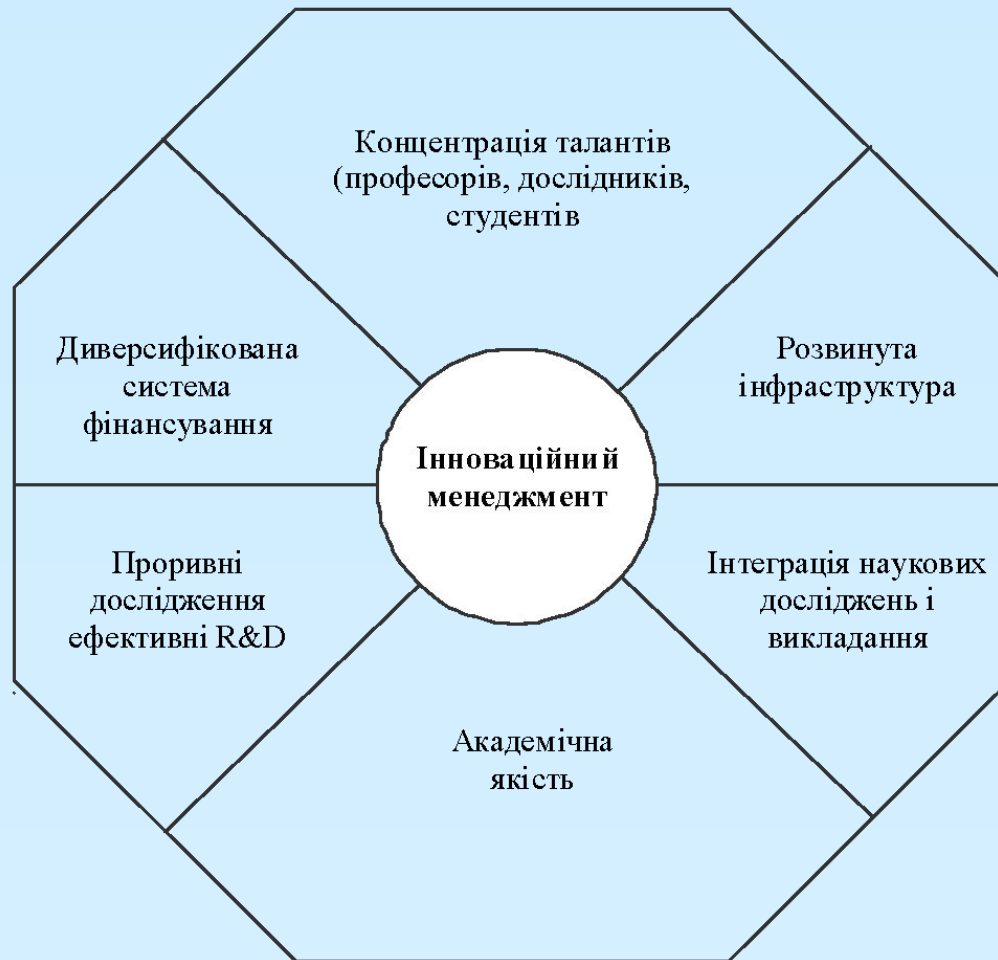 Концентрація талантів
(професорів, дослідників,
студентів
Диверсифікована
система
фінансування
Розвинута
інфраструктура
Інноваційний
менеджмент
Проривні
дослідження
ефективні R&D
Інтеграція наукових
досліджень і
викладання
Академічна
якість